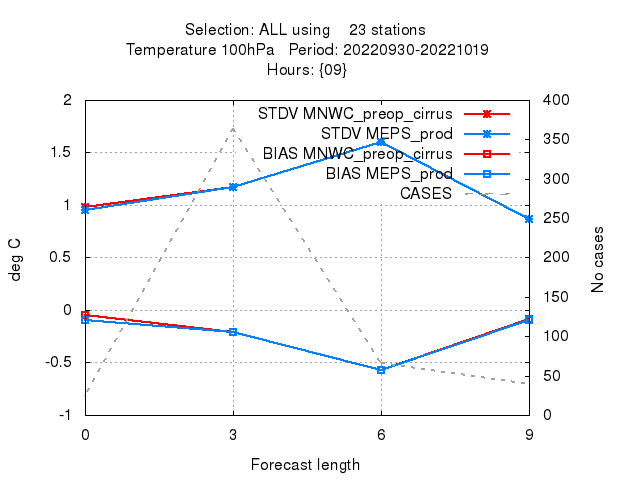 Selection: ALL using    23 stations
Temperature 100hPa   Period: 20220930-20221019
Hours: {09}
STDV MNWC_preop_cirrus
STDV MEPS_prod
BIAS MNWC_preop_cirrus
BIAS MEPS_prod
CASES
2
1.5
1
0.5
0
-0.5
-1
deg C
400
350
300
250
200
150
100
50
0
No cases
0 3 6 9
Forecast length